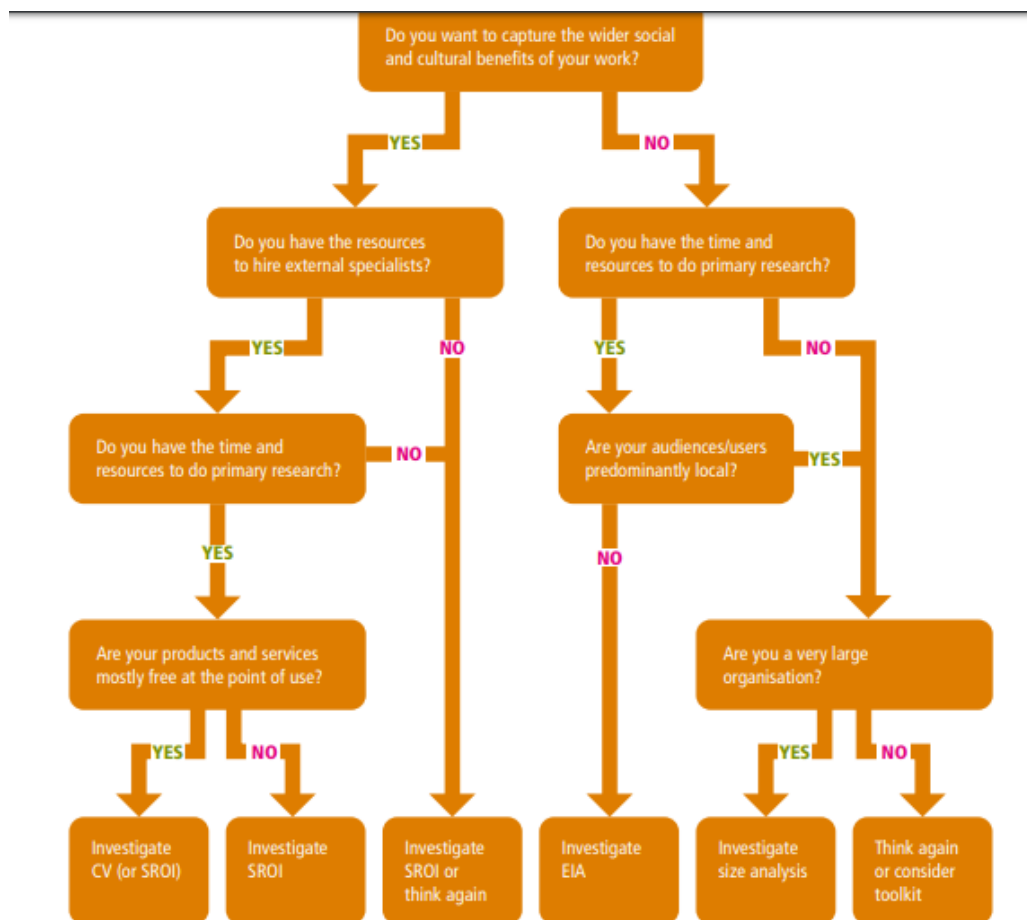 Do you want to capture the wider social
and cultural benefits of your work?
YES
NO
Do you have the resources
to hire external specialists?
Do you have the time and
resources to do primary research?
YES
NO
YES
NO
Do you have the time and
resources to do primary research?
NO
Are your audiences/users
predominantly local?
YES
YES
NO
Are your products and services
mostly free at the point of use?
Are you a very large
organisation?
YES
NO
YES
NO
Investigate
CV (or SROI)
Investigate
SROI
Investigate
SROI or
think again
Investigate
EIA
Investigate
size analysis
Think again
or consider
toolkit